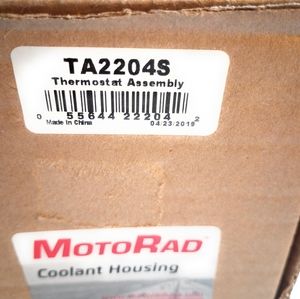 TA2204S
Thermostat Assembly
0 55644 22204 2
Made in China 04/23/2019
MOTORAD
Coolant Housing